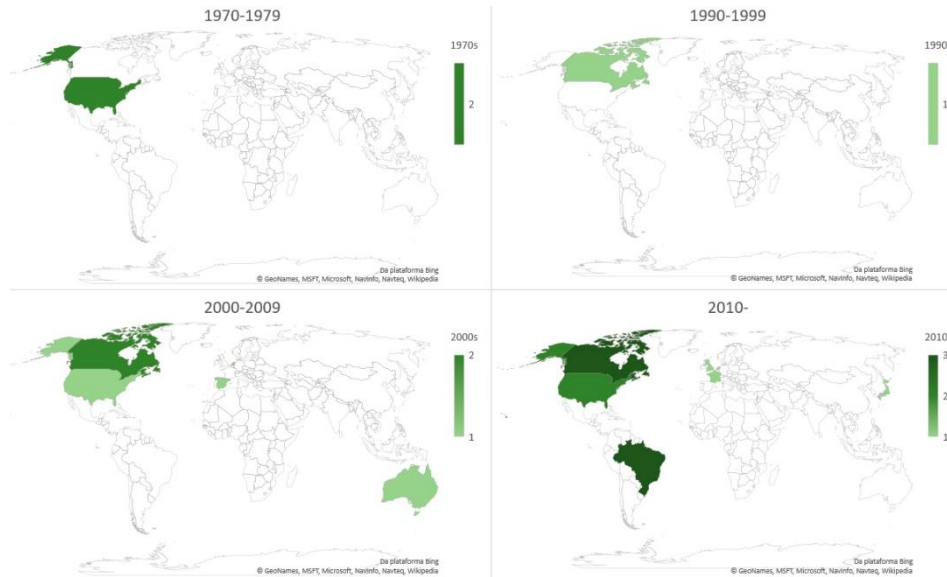 1970-1979
1970s
2
Da plataforma Bing
© GeoNames, MSFT, Microsoft, NavInfo, Navteq, Wikipedia
1990-1999
1990
1
Da plataforma Bing
© GeoNames, MSFT, Microsoft, NavInfo, Navteq, Wikipedia
2000-2009
2000s
2
1
Da plataforma Bing
© GeoNames, MSFT, Microsoft, NavInfo, Navteq, Wikipedia
2010-
2010
3
2
1
Da plataforma Bing
© GeoNames, MSFT, Microsoft, NavInfo, Navteq, Wikipedia